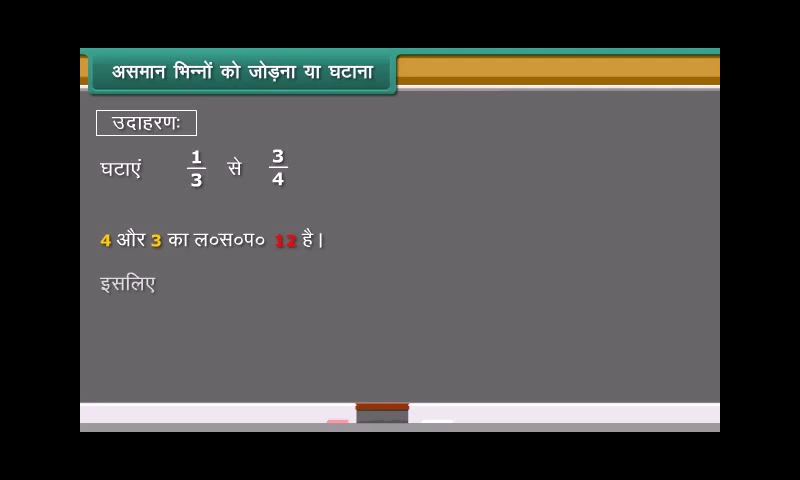 असमान भिन्नों को जोड़ना या घटाना
उदाहरणः
घटाएं 1/3 से 3/4
4 और 3 का ल०स०प० 12 है।
इसलिए